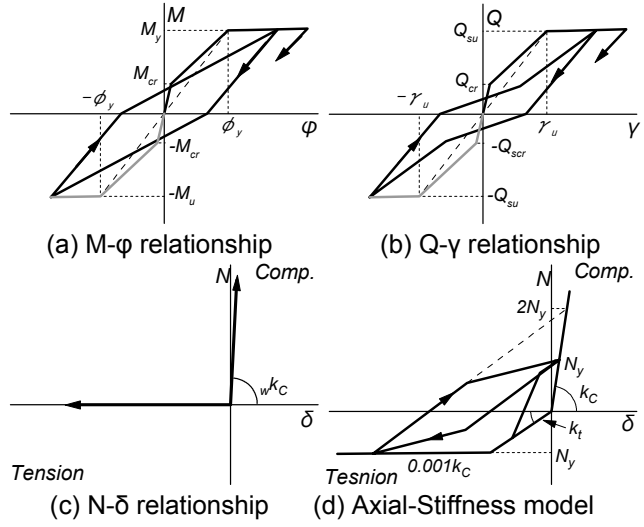 M
M_y
M_cr
-ϕ_y
ϕ_y
φ
-M_cr
-M_u
(a) M-φ relationship
Q
Q_su
Q_cr
-γ_u
γ_u
γ
-Q_scr
-Q_su
(b) Q-γ relationship
N
Comp.
wk_C
δ
Tension
(c) N-δ relationship
N
Comp.
2N_y
N_y
k_C
δ
k_t
N_y
0.001k_C
Tesnion
(d) Axial-Stiffness model